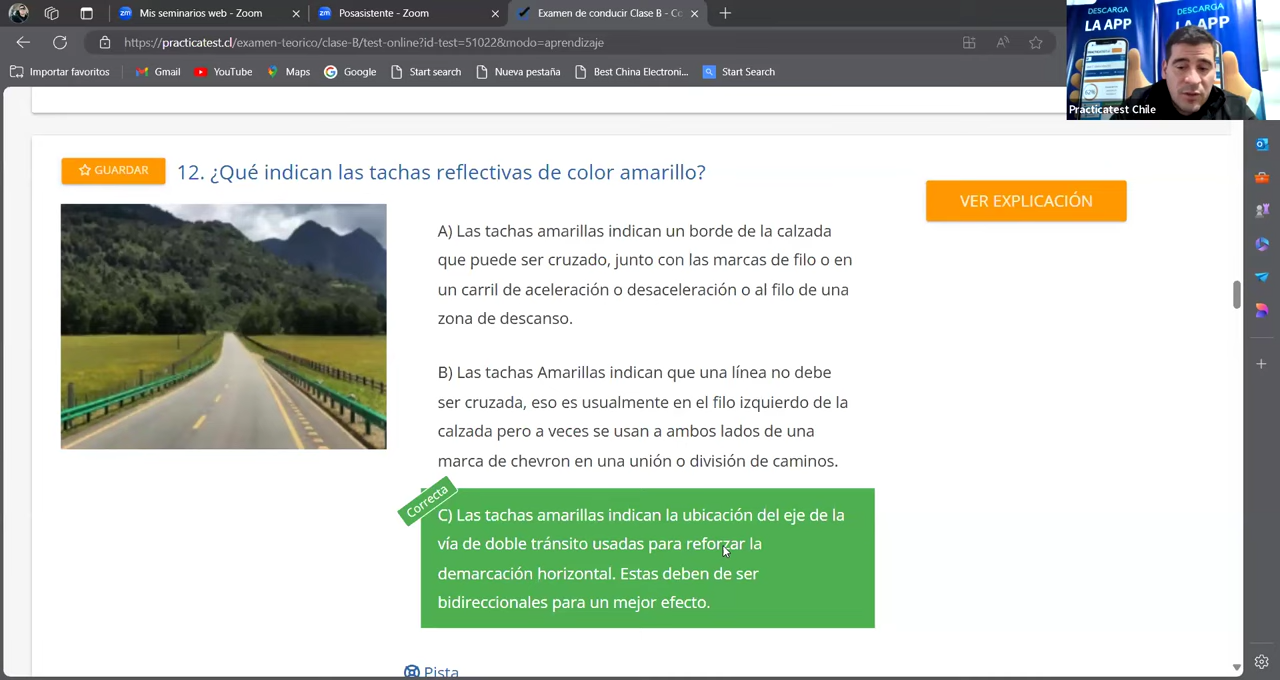 Mis seminarios web - Zoom
Posasistente - Zoom
Examen de conducir Clase B - Co
https://practicatest.cl/examen-teorico/clase-B/test-online?id-test=51022&modo=aprendizaje
Importar favoritos
Gmail
YouTube
Maps
Google
Start search
Nueva pestaña
Best China Electroni...
Start Search
DESCARGA
LA APP
DESCARGA
LA APP
Practicatest Chile
GUARDAR
12. ¿Qué indican las tachas reflectivas de color amarillo?
VER EXPLICACIÓN
A) Las tachas amarillas indican un borde de la calzada
que puede ser cruzado, junto con las marcas de filo o en
un carril de aceleración o desaceleración o al filo de una
zona de descanso.
B) Las tachas Amarillas indican que una línea no debe
ser cruzada, eso es usualmente en el filo izquierdo de la
calzada pero a veces se usan a ambos lados de una
marca de chevron en una unión o división de caminos.
Correcta
C) Las tachas amarillas indican la ubicación del eje de la
vía de doble tránsito usadas para reforzar la
demarcación horizontal. Estas deben de ser
bidireccionales para un mejor efecto.
Pista